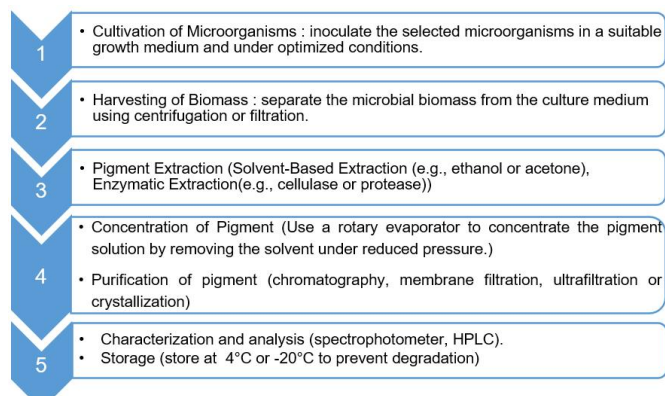 1
• Cultivation of Microorganisms : inoculate the selected microorganisms in a suitable
growth medium and under optimized conditions.
2
• Harvesting of Biomass : separate the microbial biomass from the culture medium
using centrifugation or filtration.
3
• Pigment Extraction (Solvent-Based Extraction (e.g., ethanol or acetone),
Enzymatic Extraction(e.g., cellulase or protease))
4
• Concentration of Pigment (Use a rotary evaporator to concentrate the pigment
solution by removing the solvent under reduced pressure.)
• Purification of pigment (chromatography, membrane filtration, ultrafiltration or
crystallization)
5
• Characterization and analysis (spectrophotometer, HPLC).
• Storage (store at 4°C or -20°C to prevent degradation)